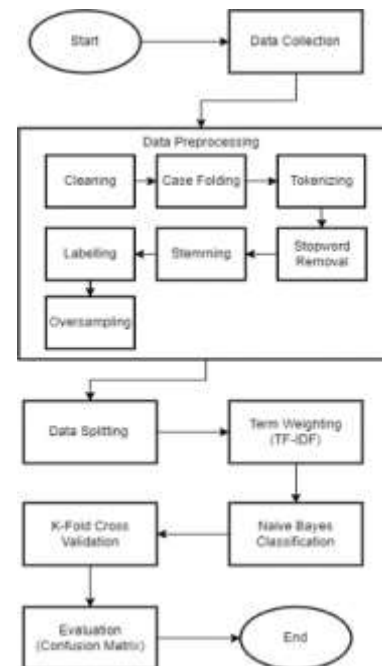 Start
Data Collection
Data Preprocessing
Cleaning
Case Folding
Tokenizing
Stopword
Removal
Stemming
Labelling
Oversampling
Data Splitting
Term Weighting
(TF-IDF)
Naive Bayes
Classification
K-Fold Cross
Validation
Evaluation
(Confusion Matrix)
End